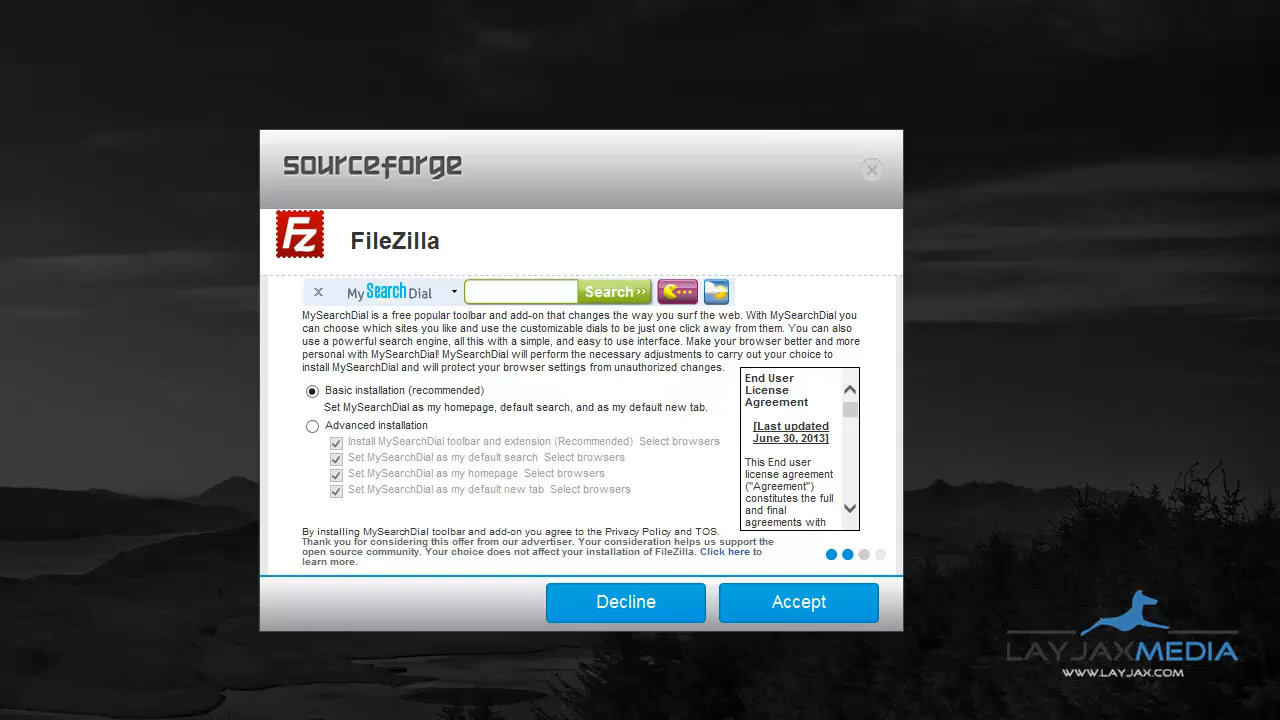 sourceforge
FileZilla
My Search Dial
Search »
MySearchDial is a free popular toolbar and add-on that changes the way you surf the web. With MySearchDial you
can choose which sites you like and use the customizable dials to be just one click away from them. You can also
use a powerful search engine, all this with a simple, and easy to use interface. Make your browser better and more
personal with MySearchDial! MySearchDial will perform the necessary adjustments to carry out your choice to
install MySearchDial and will protect your browser settings from unauthorized changes.
Basic installation (recommended)
Set MySearchDial as my homepage, default search, and as my default new tab.
Advanced installation
Install MySearchDial toolbar and extension (Recommended) Select browsers
Set MySearchDial as my default search Select browsers
Set MySearchDial as my homepage Select browsers
Set MySearchDial as my default new tab Select browsers
End User
License
Agreement
[Last updated
June 30, 2013]
This End user
license agreement
("Agreement")
constitutes the full
and final
agreements with
By installing MySearchDial toolbar and add-on you agree to the Privacy Policy and TOS.
Thank you for considering this offer from our advertiser. Your consideration helps us support the
open source community. Your choice does not affect your installation of FileZilla. Click here to
learn more.
Decline
Accept
LAYJAXMEDIA
WWW.LAYJAX.COM